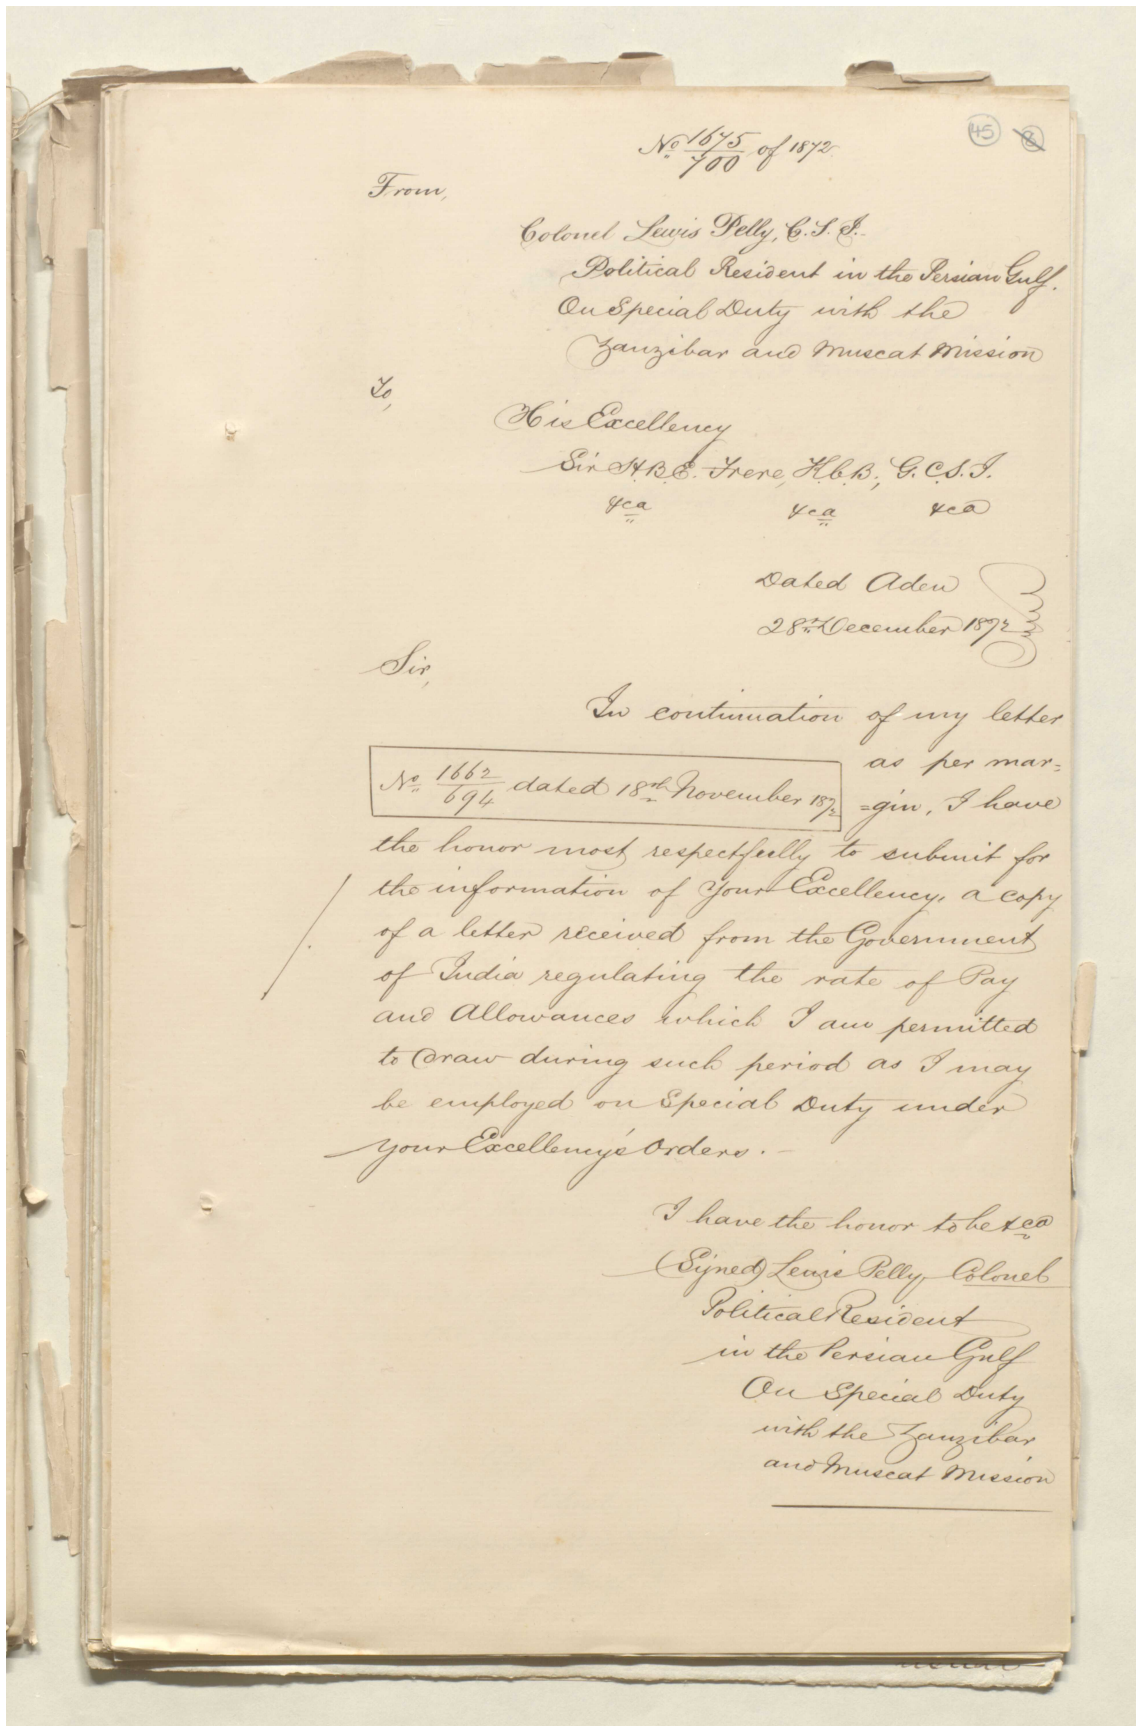 45 8
No 1675/700 of 1872
From,
Colonel Lewis Pelly, C.S.I.
Political Resident in the Persian Gulf.
On Special Duty with the
Zanzibar and Muscat Mission
To,
His Excellency
Sir H.B.E. Frere, K.C.B., G.C.S.I.
&ca &ca &ca
Dated Aden
28th December 1872
Sir,
In continuation of my letter
as per mar=
No 1662/694 dated 18th November 1872
=gin, I have
the honor most respectfully to submit for
the information of Your Excellency, a copy
of a letter received from the Government
of India regulating the rate of Pay
and Allowances which I am permitted
to draw during such period as I may
be employed on Special Duty under
your Excellency's Orders. -
I have the honor to be &ca
(Signed) Lewis Pelly, Colonel
Political Resident
in the Persian Gulf
On Special Duty
with the Zanzibar
and Muscat Mission